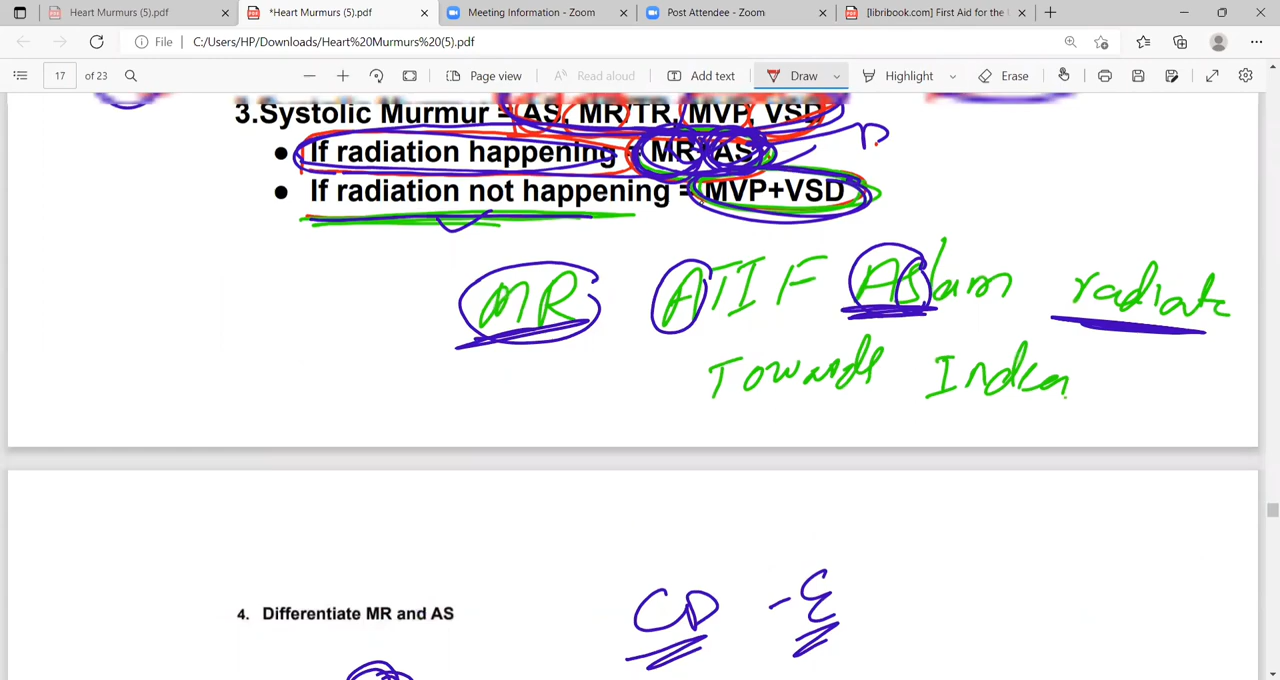 Heart Murmurs (5).pdf
*Heart Murmurs (5).pdf
Meeting Information - Zoom
Post Attendee - Zoom
[libribook.com] First Aid for the
File
C:/Users/HP/Downloads/Heart%20Murmurs%20(5).pdf
17 of 23
Page view
Read aloud
Add text
Draw
Highlight
Erase
3.Systolic Murmur = AS, MR/TR, MVP, VSD
● If radiation happening = MR+AS
● If radiation not happening = MVP+VSD
MR ATIF ASlam radiate
Towards India
4. Differentiate MR and AS
CD - E